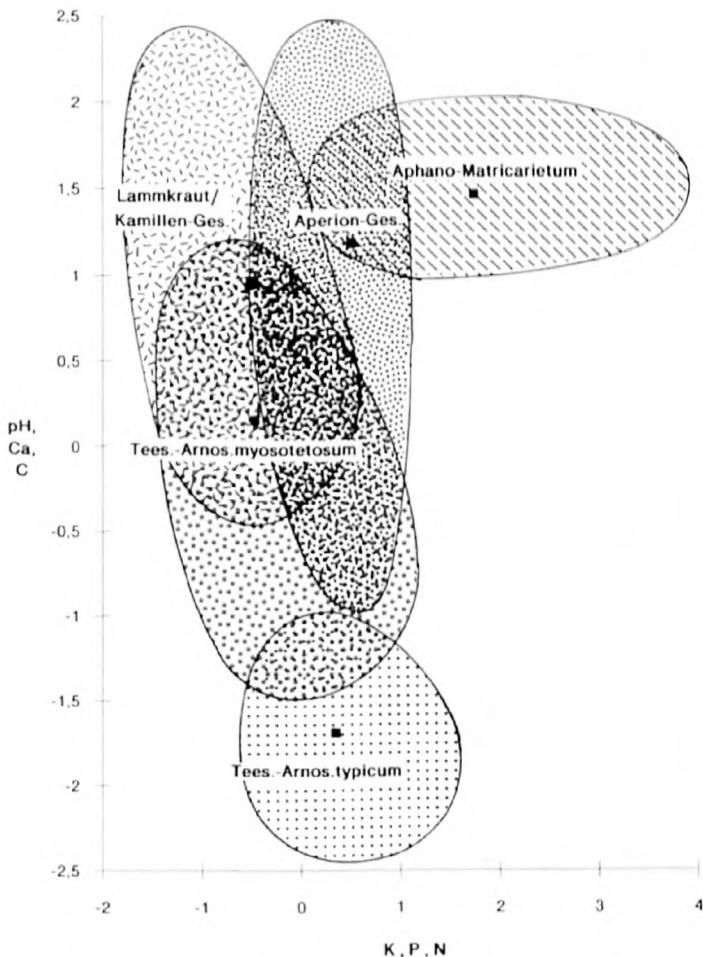 2,5
2
1,5
1
0,5
0
-0,5
-1
-1,5
-2
-2,5
pH,
Ca,
C
Aphano-Matricarietum
Lammkraut/
Kamillen-Ges.
Aperion-Ges.
Tees.-Arnos.myosotetosum
Tees.-Arnos.typicum
-2
-1
0
1
2
3
4
K, P, N